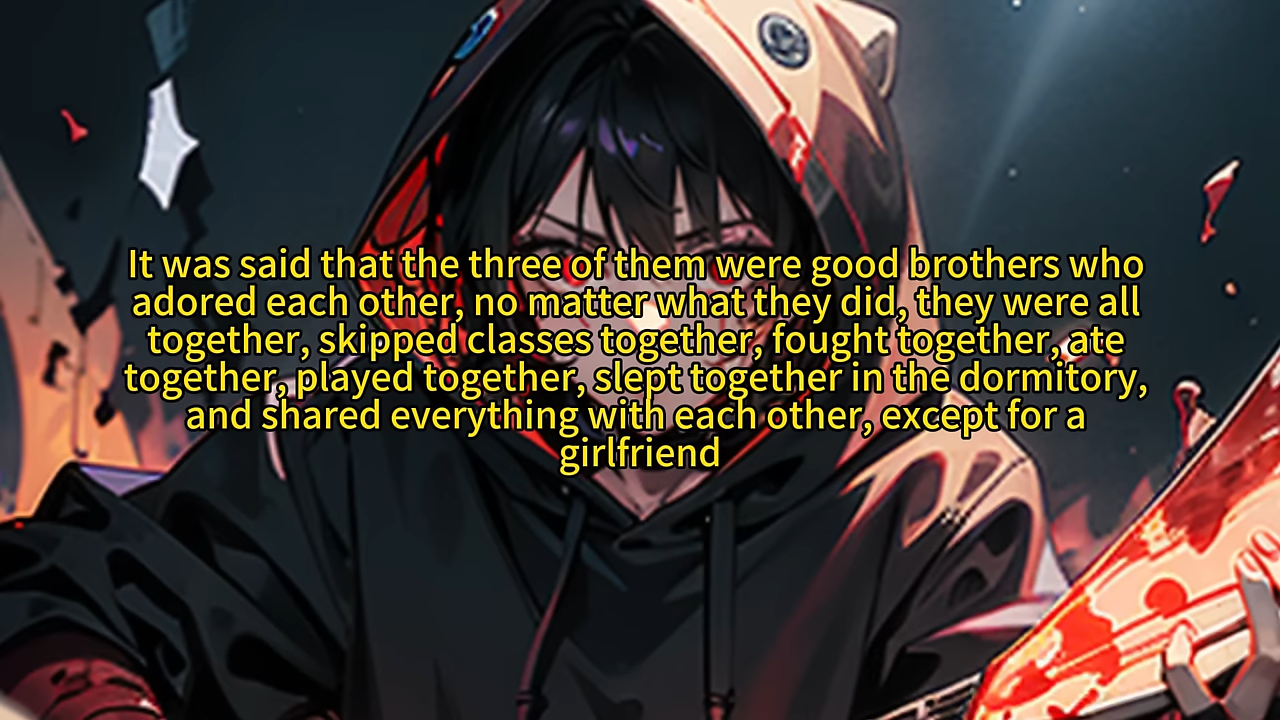 It was said that the three of them were good brothers who
adored each other, no matter what they did, they were all
together, skipped classes together, fought together, ate
together, played together, slept together in the dormitory,
and shared everything with each other, except for a
girlfriend